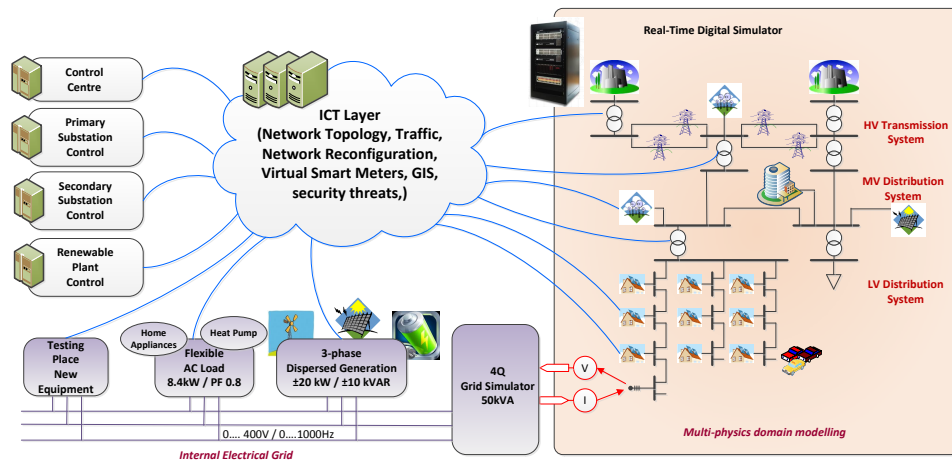 Real-Time Digital Simulator
Control
Centre
Primary
Substation
Control
Secondary
Substation
Control
Renewable
Plant
Control
ICT Layer
(Network Topology, Traffic,
Network Reconfiguration,
Virtual Smart Meters, GIS,
security threats,)
HV Transmission
System
MV Distribution
System
LV Distribution
System
Testing
Place
New
Equipment
Home
Appliances
Heat Pump
Flexible
AC Load
8.4kW / PF 0.8
3-phase
Dispersed Generation
±20 kW / ±10 kVAR
4Q
Grid Simulator
50kVA
V
I
0.... 400V / 0....1000Hz
Internal Electrical Grid
Multi-physics domain modelling